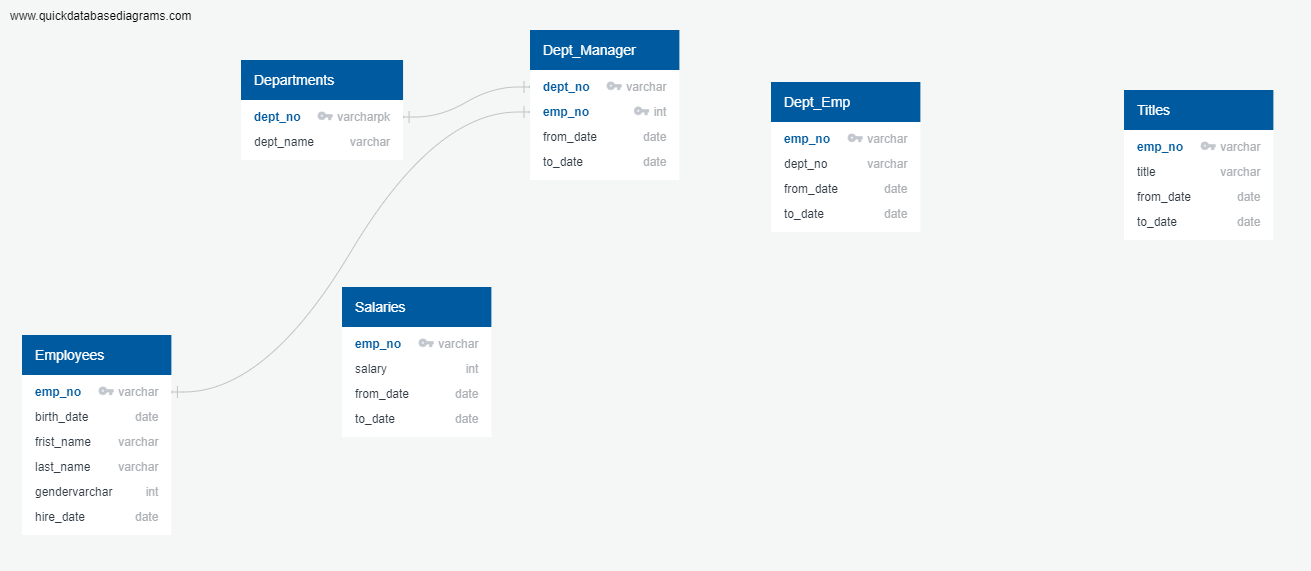 www.quickdatabasediagrams.com
Departments
dept_no varcharpk
dept_name varchar
Dept_Manager
dept_no varchar
emp_no int
from_date date
to_date date
Dept_Emp
emp_no varchar
dept_no varchar
from_date date
to_date date
Titles
emp_no varchar
title varchar
from_date date
to_date date
Employees
emp_no varchar
birth_date date
frist_name varchar
last_name varchar
gendervarchar int
hire_date date
Salaries
emp_no varchar
salary int
from_date date
to_date date